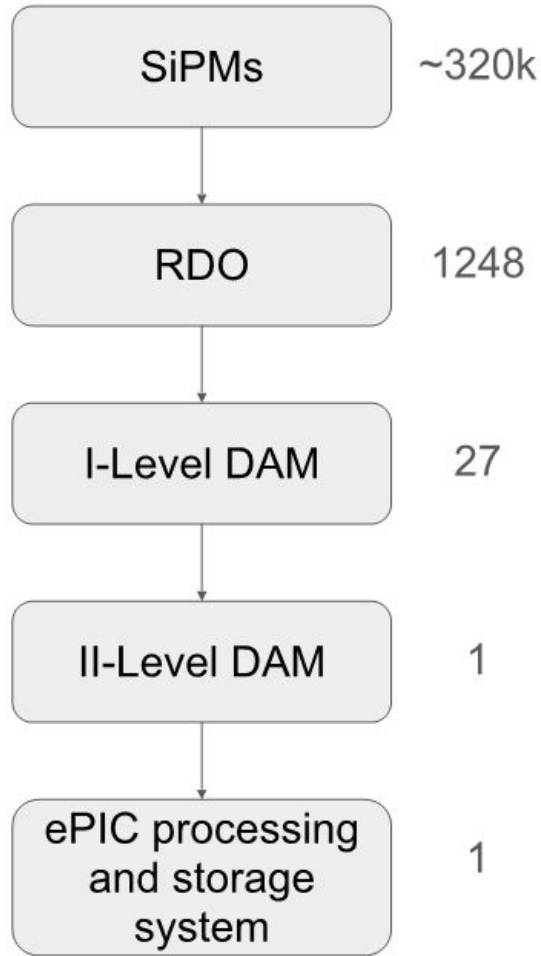 SiPMs ~320k
RDO 1248
I-Level DAM 27
II-Level DAM 1
ePIC processing
and storage 1
system